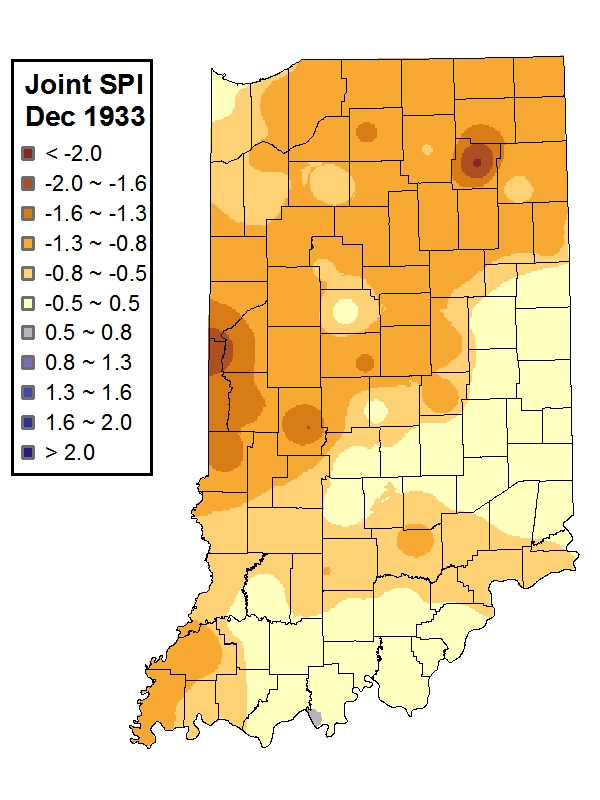 Joint SPI
Dec 1933
< -2.0
-2.0 ~ -1.6
-1.6 ~ -1.3
-1.3 ~ -0.8
-0.8 ~ -0.5
-0.5 ~ 0.5
0.5 ~ 0.8
0.8 ~ 1.3
1.3 ~ 1.6
1.6 ~ 2.0
> 2.0